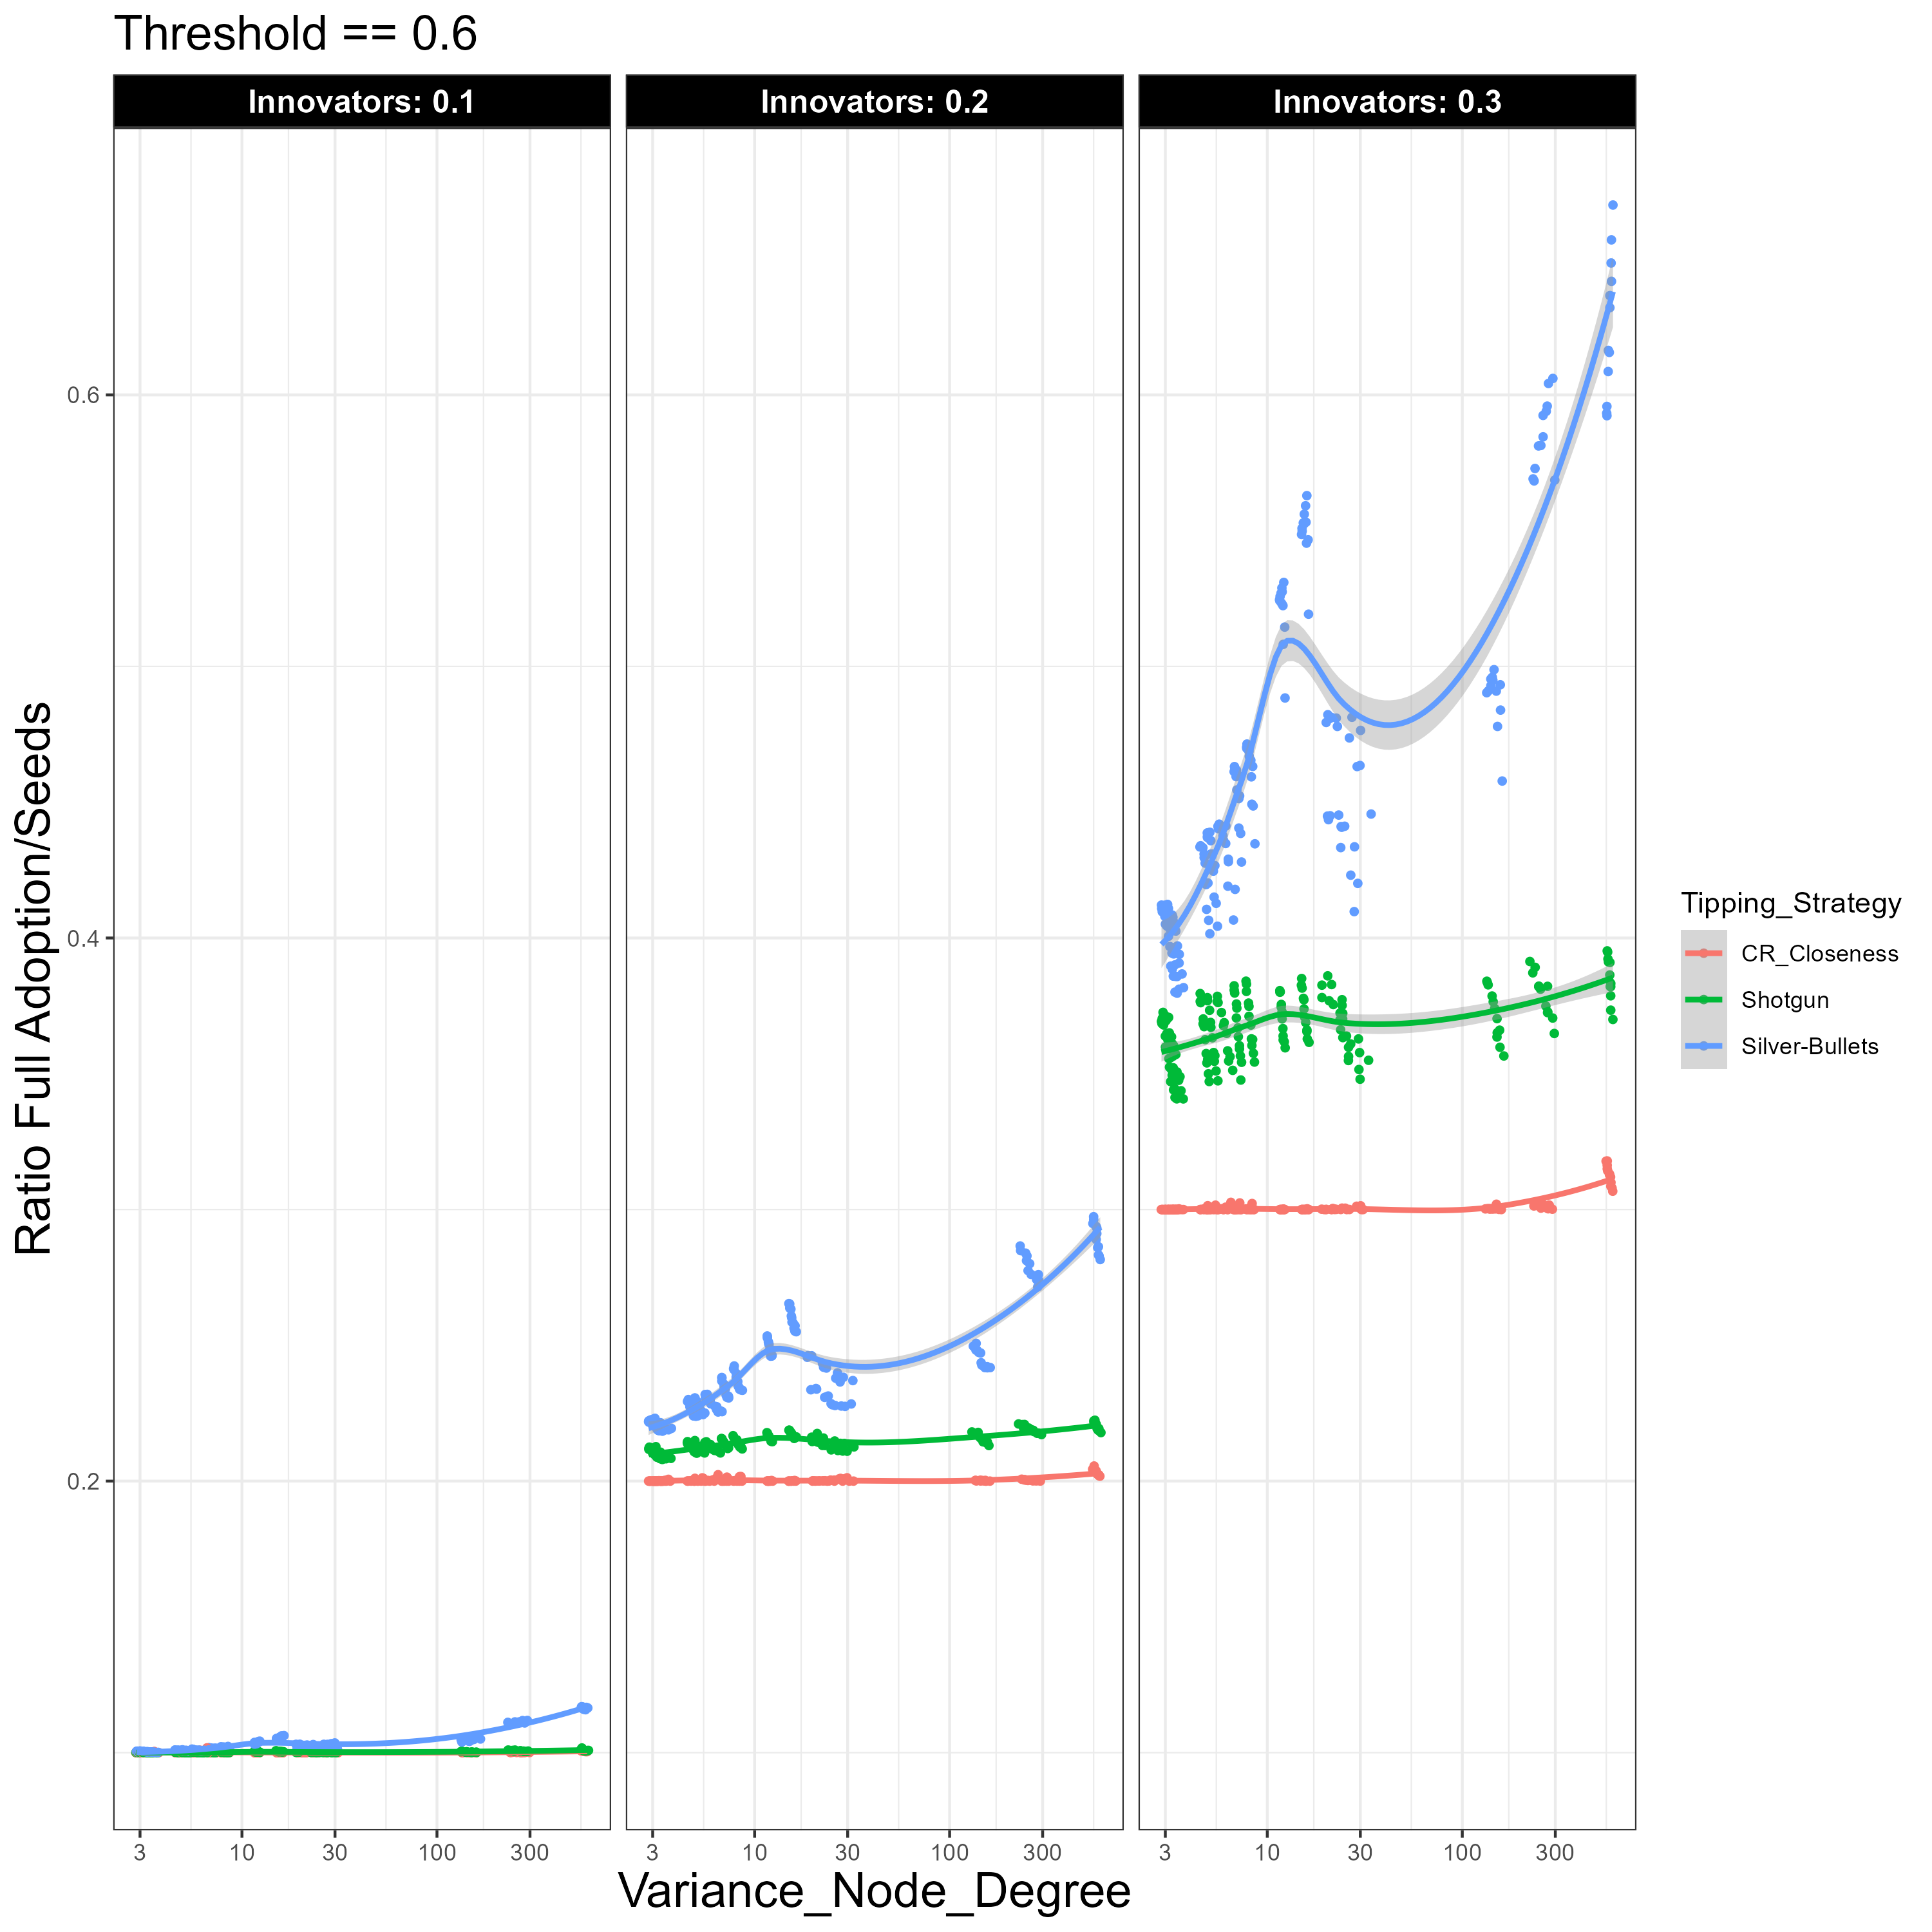 Threshold == 0.6
Innovators: 0.1
Innovators: 0.2
Innovators: 0.3
Ratio Full Adoption/Seeds
0.6
0.4
0.2
3 10 30 100 300
3 10 30 100 300
3 10 30 100 300
Variance_Node_Degree
Tipping_Strategy
CR_Closeness
Shotgun
Silver-Bullets